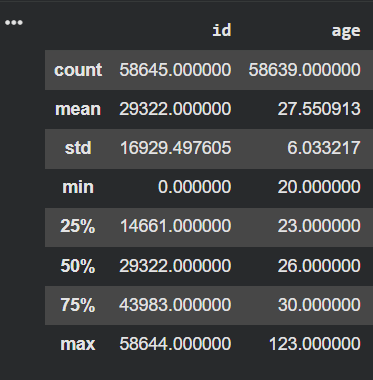 ... id age
count 58645.000000 58639.000000
mean 29322.000000 27.550913
std 16929.497605 6.033217
min 0.000000 20.000000
25% 14661.000000 23.000000
50% 29322.000000 26.000000
75% 43983.000000 30.000000
max 58644.000000 123.000000